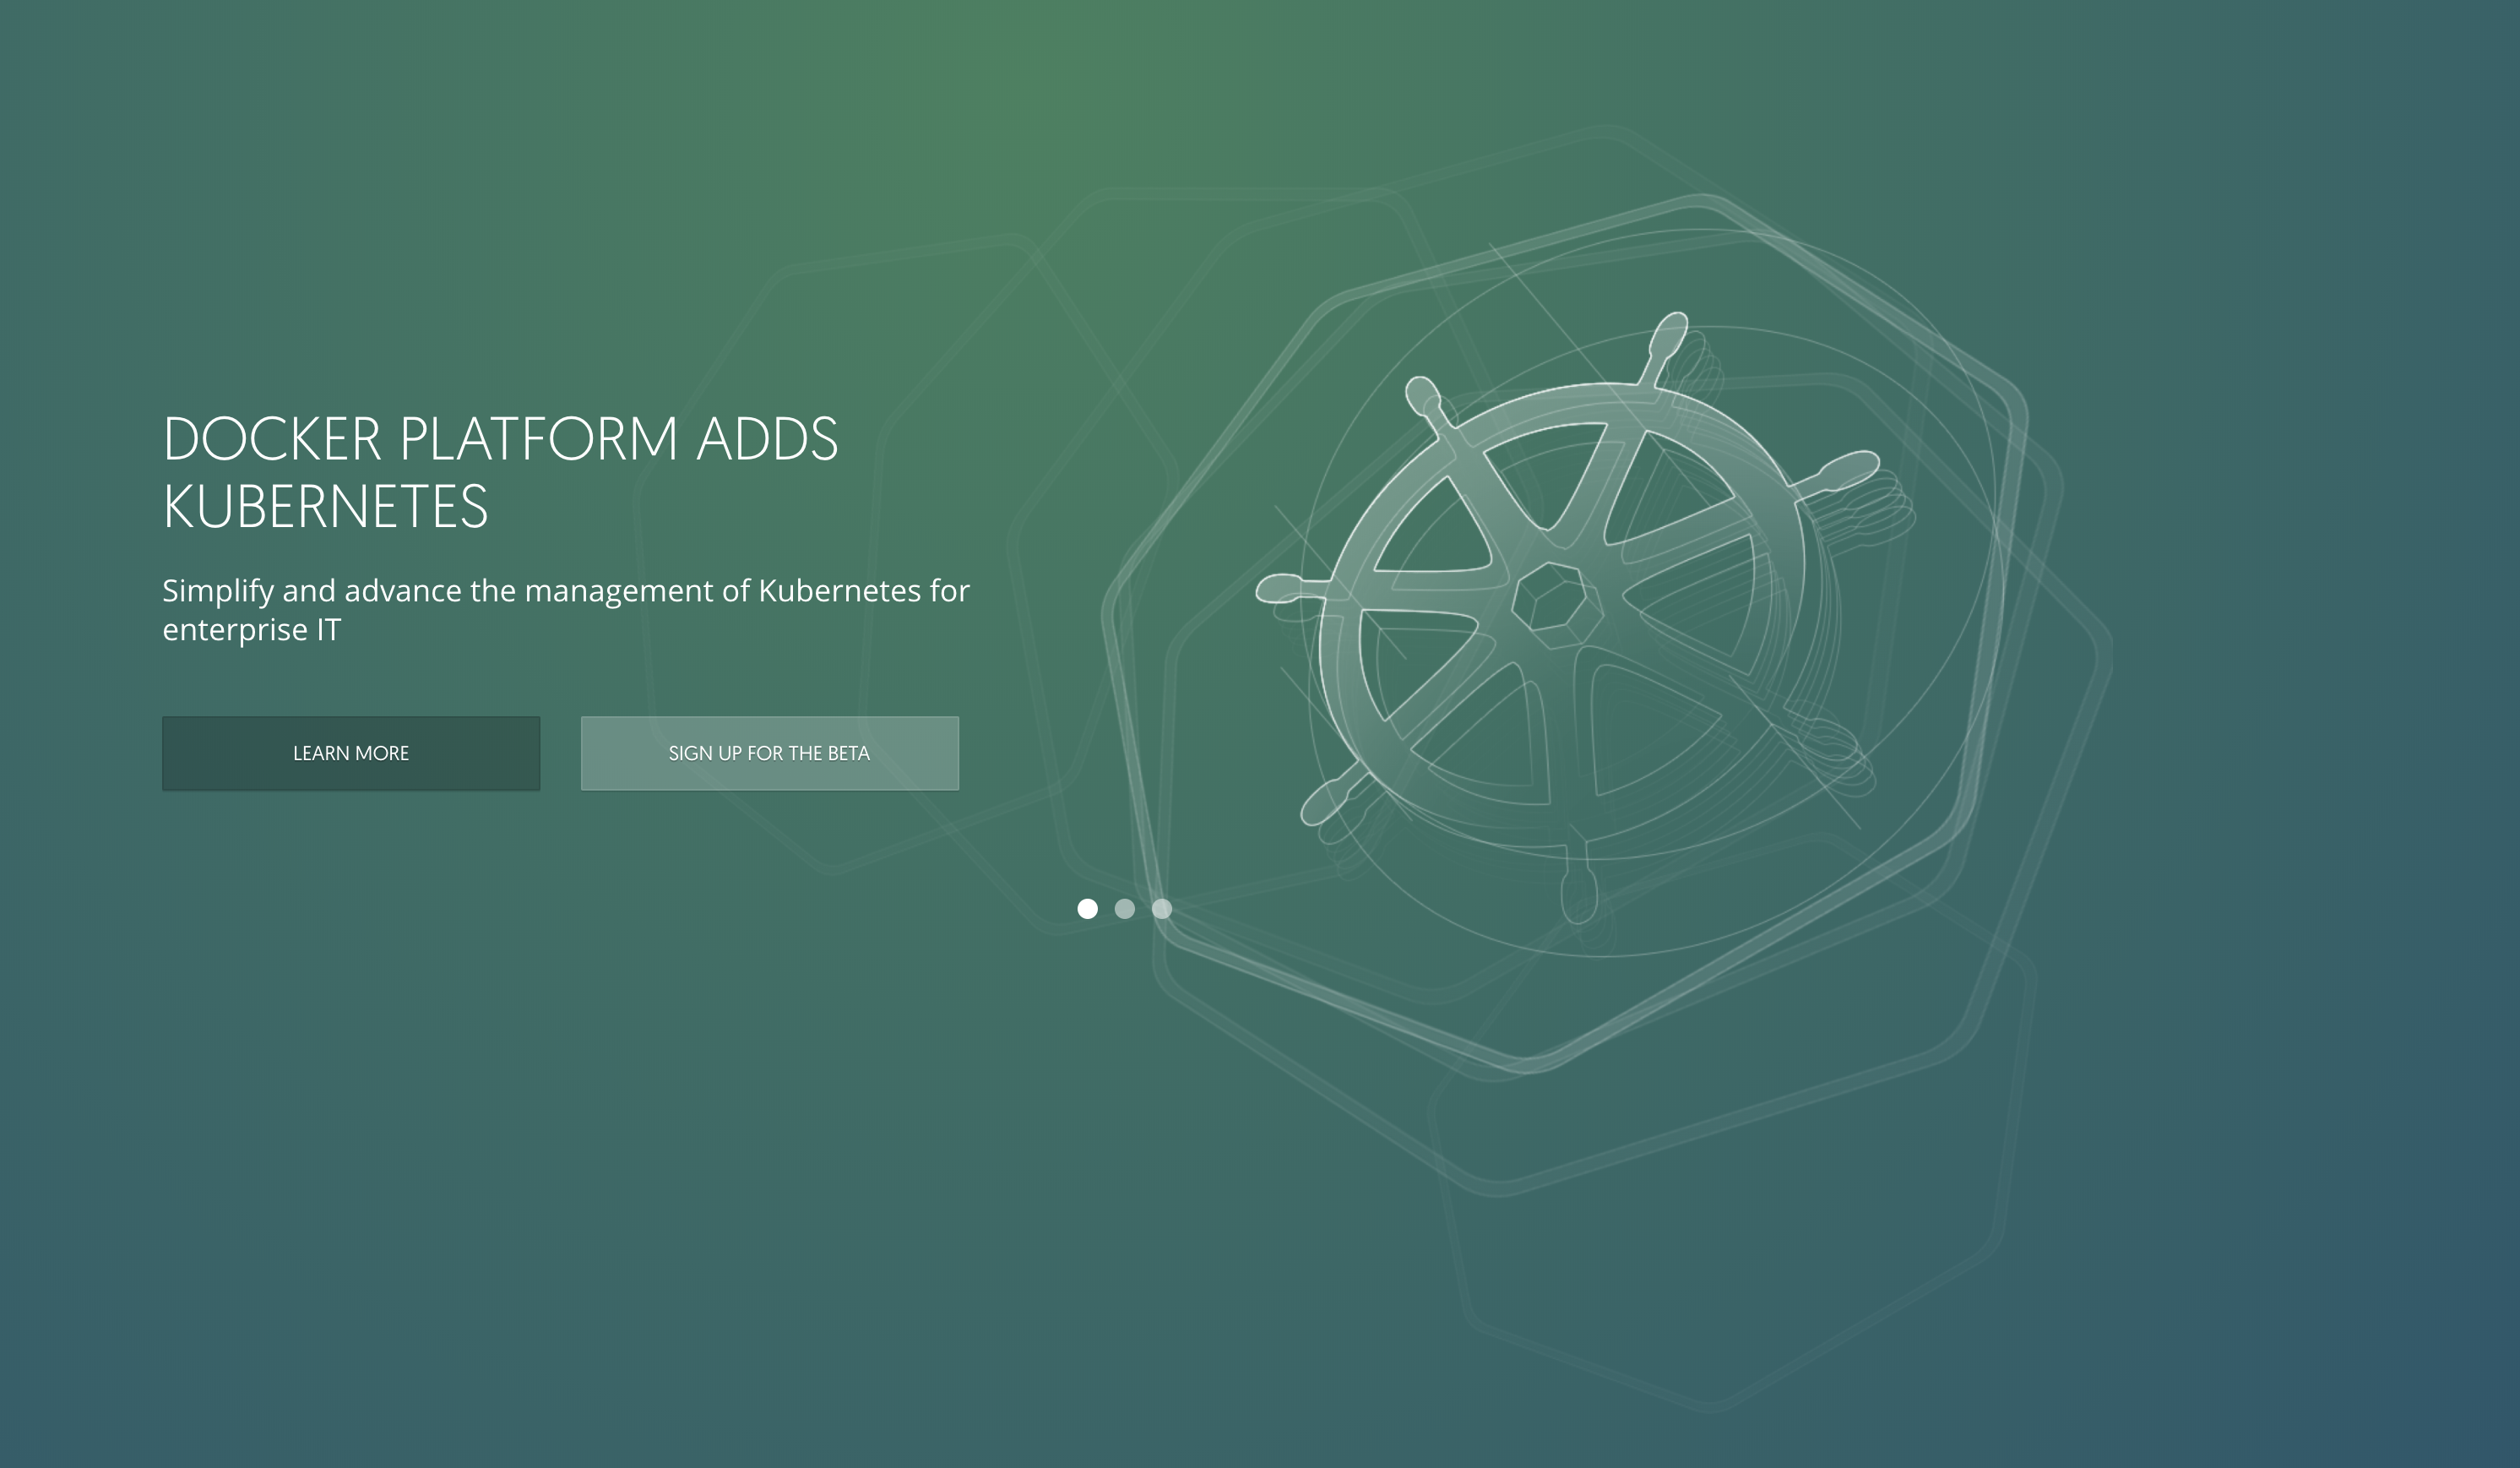 DOCKER PLATFORM ADDS
KUBERNETES
Simplify and advance the management of Kubernetes for
enterprise IT
LEARN MORE
SIGN UP FOR THE BETA